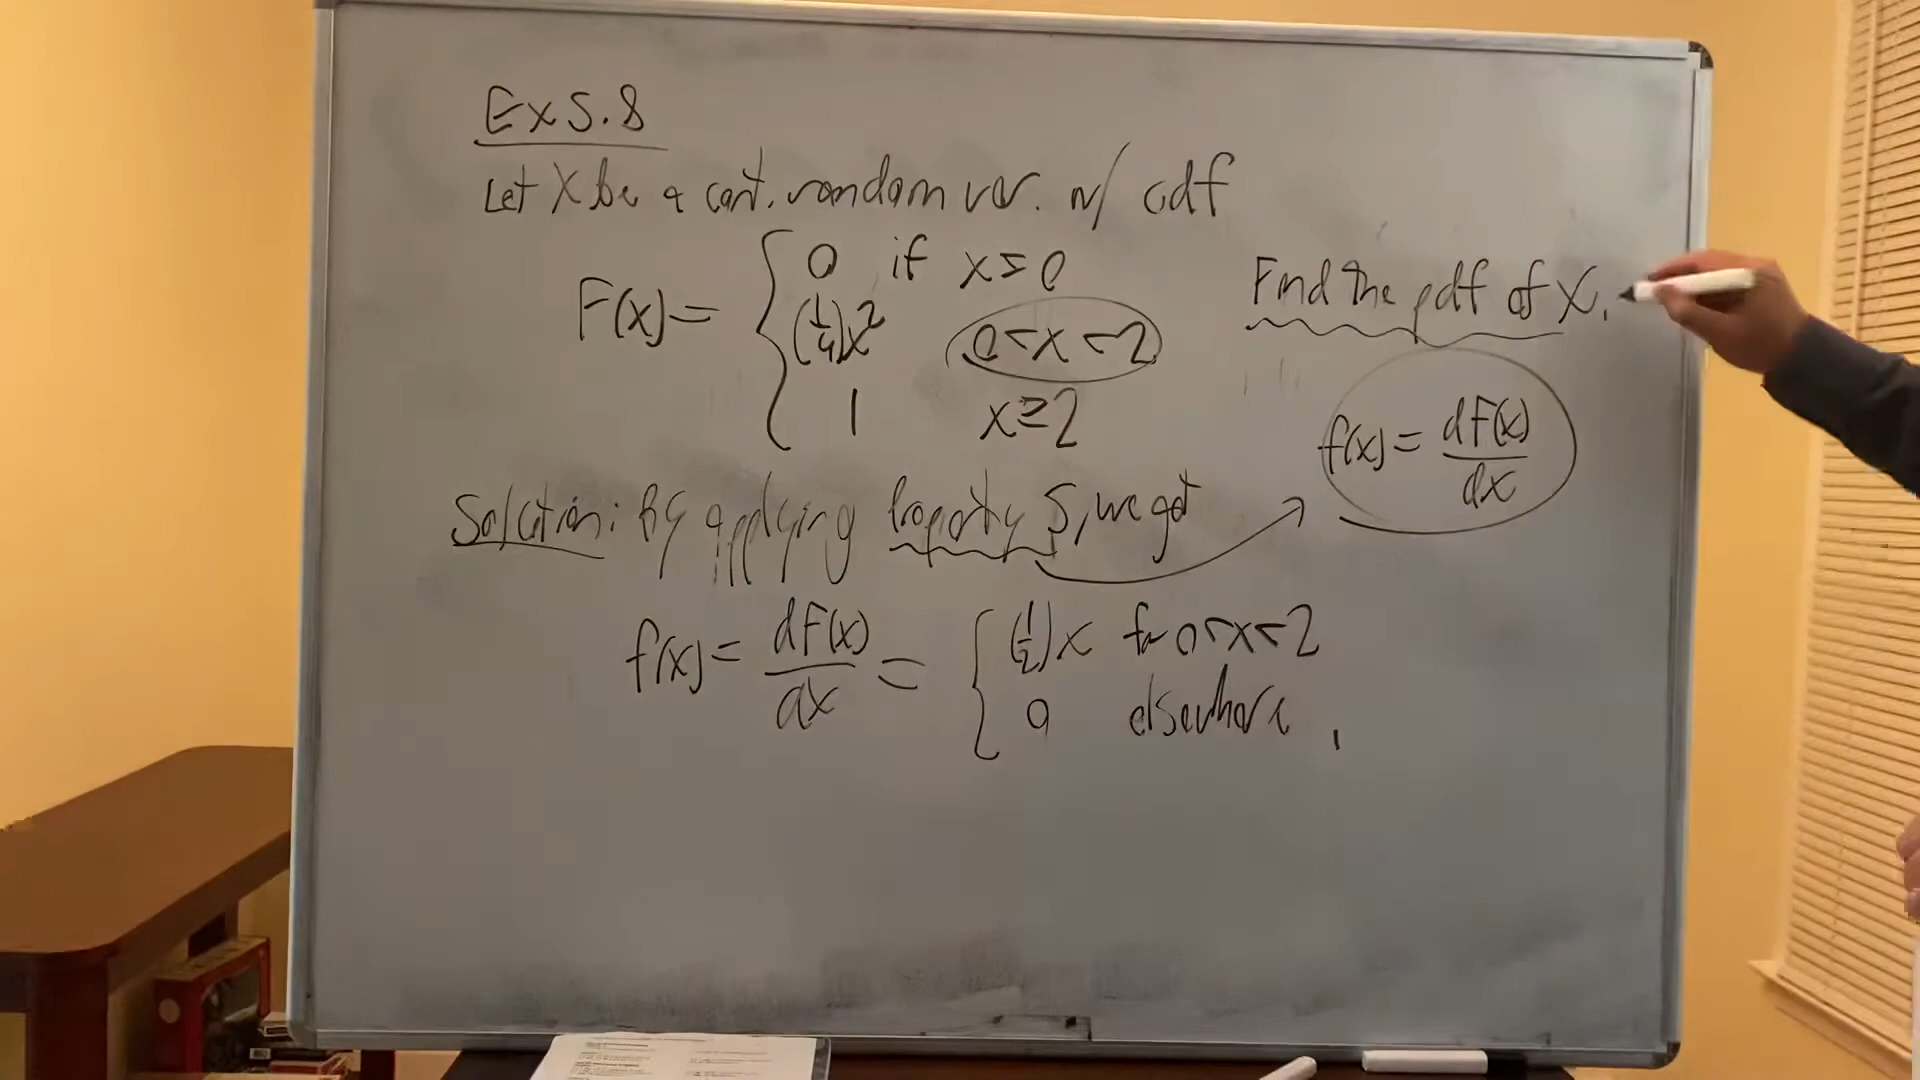 Ex 5.8
Let X be a cont. random var. w/ cdf
F(x) = { 0 if x ≤ 0
(1/4)x² 0<x<2
1 x≥2
Find the pdf of X.
f(x) = dF(x)/dx
Solution: By applying Property 5, we get
f(x) = dF(x)/dx = { (1/2)x for 0<x<2
0 elsewhere.